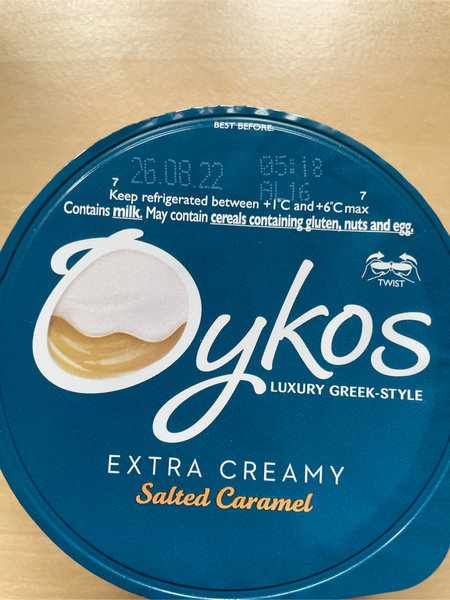 BEST BEFORE:
26.08.22 05:18
7 AL16 7
Keep refrigerated between +1°C and +6°C max
Contains milk. May contain cereals containing gluten, nuts and egg.
TWIST
Oykos
LUXURY GREEK-STYLE
EXTRA CREAMY
Salted Caramel